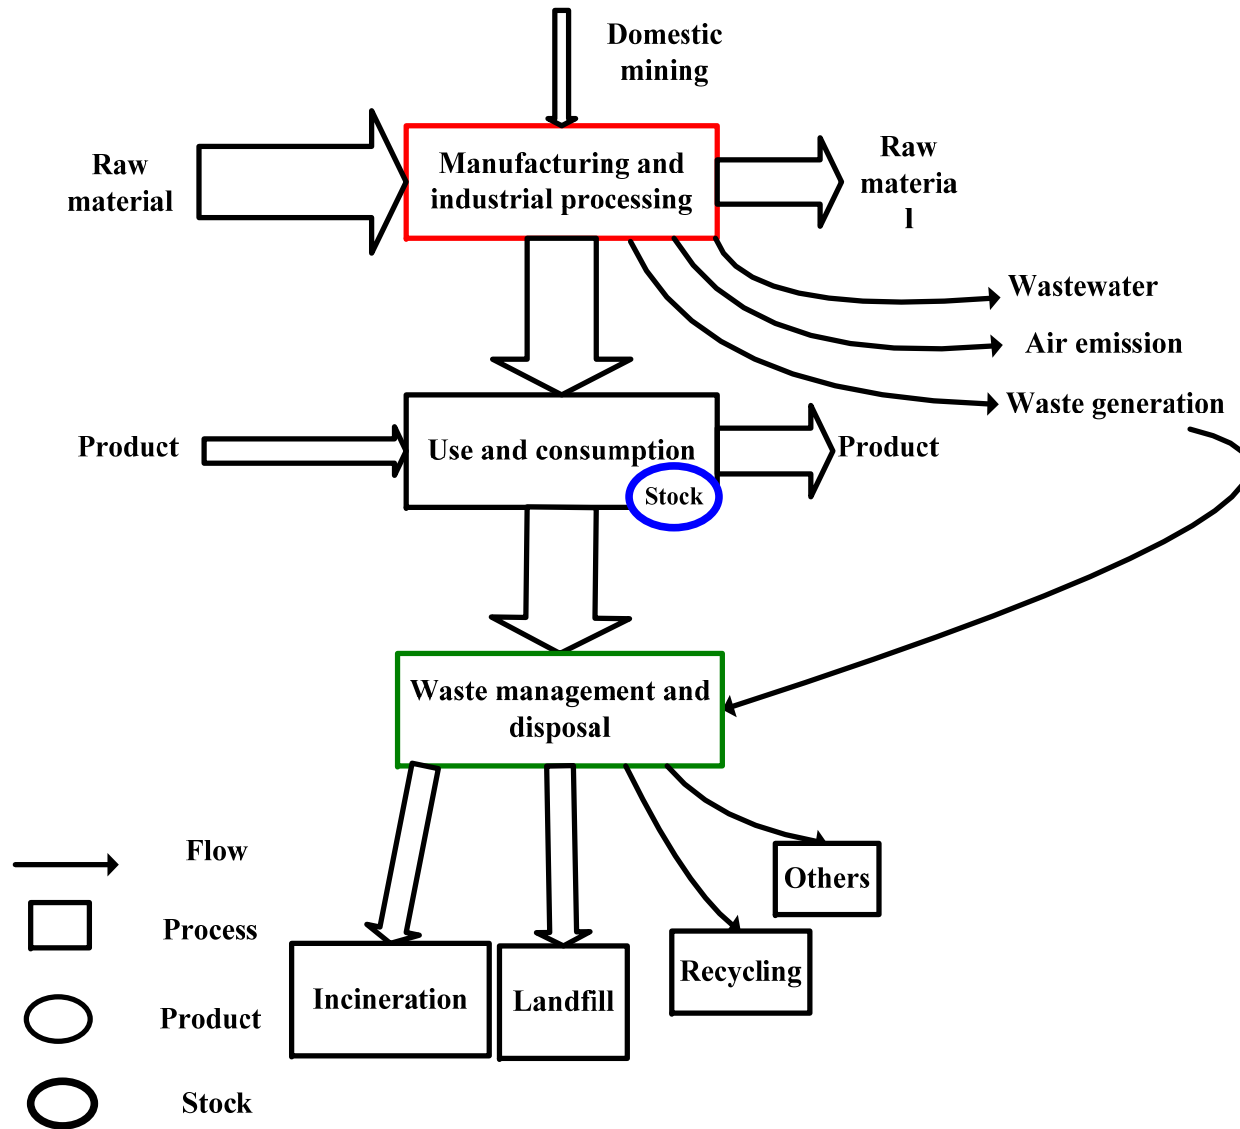 Domestic
mining
Raw
material
Manufacturing and
industrial processing
Raw
materia
l
Wastewater
Air emission
Waste generation
Product
Use and consumption
Product
Stock
Waste management and
disposal
Flow
Others
Process
Recycling
Incineration
Landfill
Product
Stock